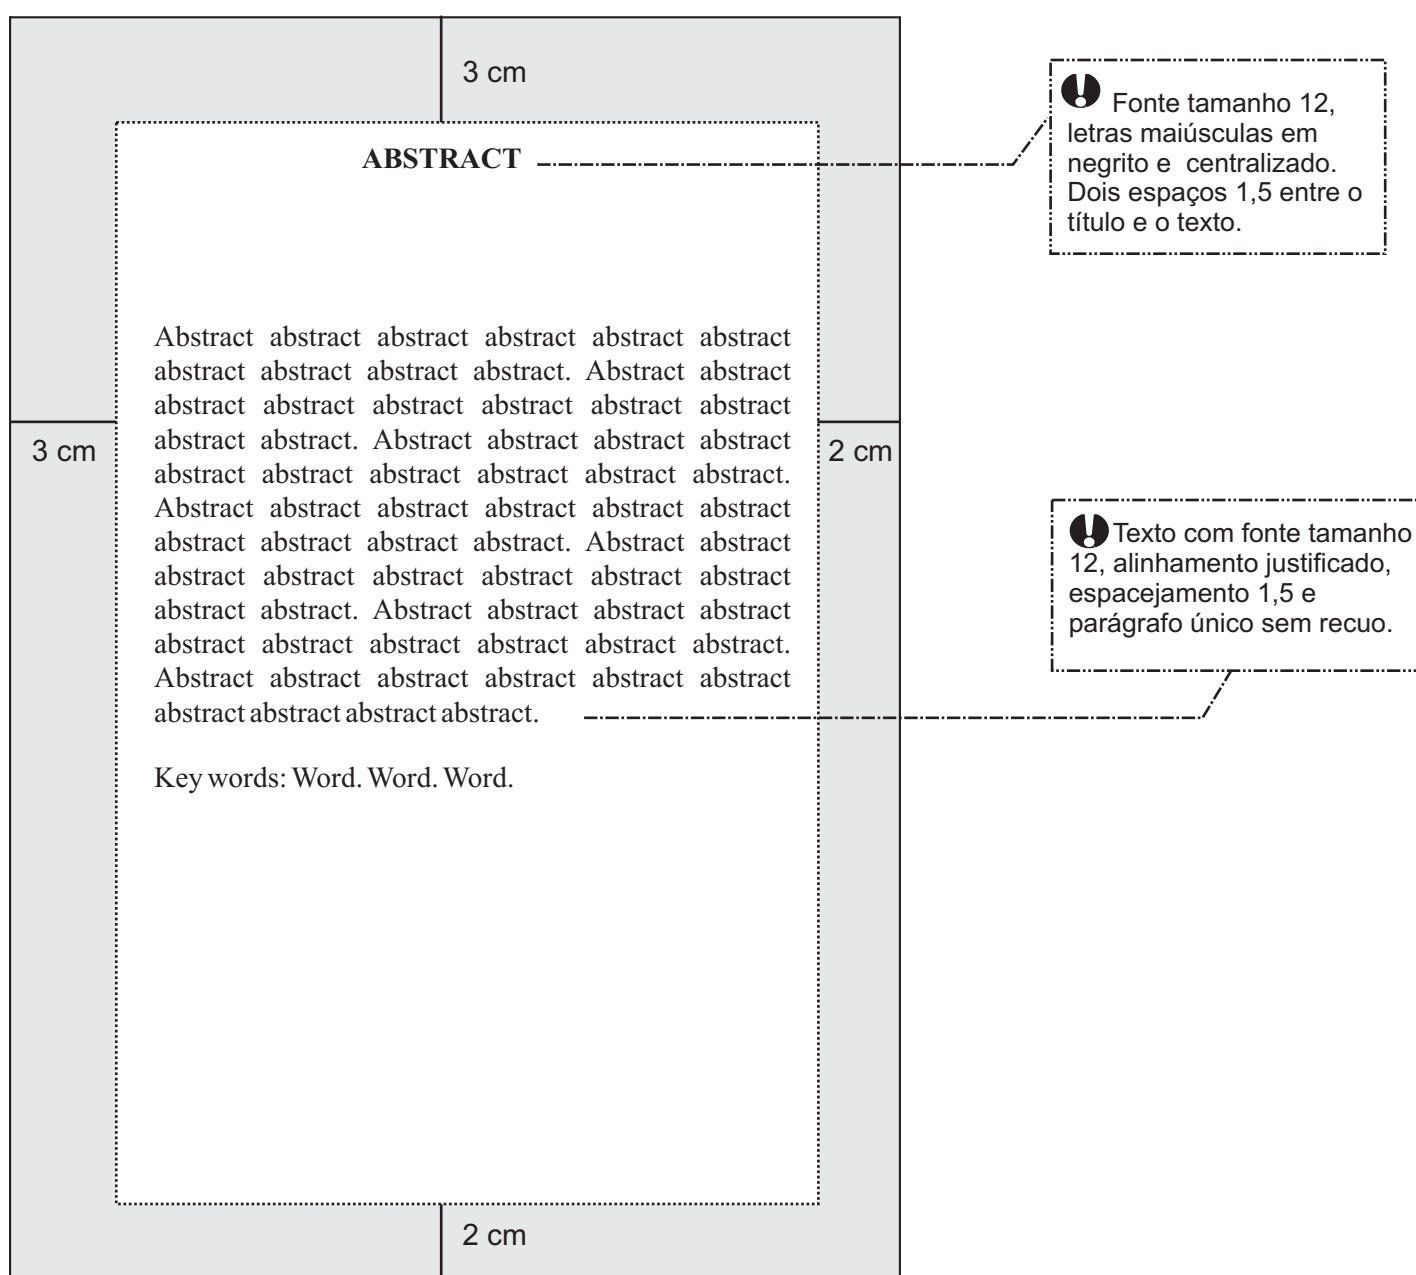 3 cm
ABSTRACT
Fonte tamanho 12,
letras maiúsculas em
negrito e centralizado.
Dois espaços 1,5 entre o
título e o texto.
Abstract abstract abstract abstract abstract abstract
abstract abstract abstract abstract. Abstract abstract
abstract abstract abstract abstract abstract abstract
abstract abstract. Abstract abstract abstract abstract
abstract abstract abstract abstract abstract abstract.
Abstract abstract abstract abstract abstract abstract
abstract abstract abstract abstract. Abstract abstract
abstract abstract abstract abstract abstract abstract
abstract abstract. Abstract abstract abstract abstract
abstract abstract abstract abstract abstract abstract.
Abstract abstract abstract abstract abstract abstract
abstract abstract abstract abstract.
3 cm
2 cm
Texto com fonte tamanho
12, alinhamento justificado,
espacejamento 1,5 e
parágrafo único sem recuo.
Key words: Word. Word. Word.
2 cm